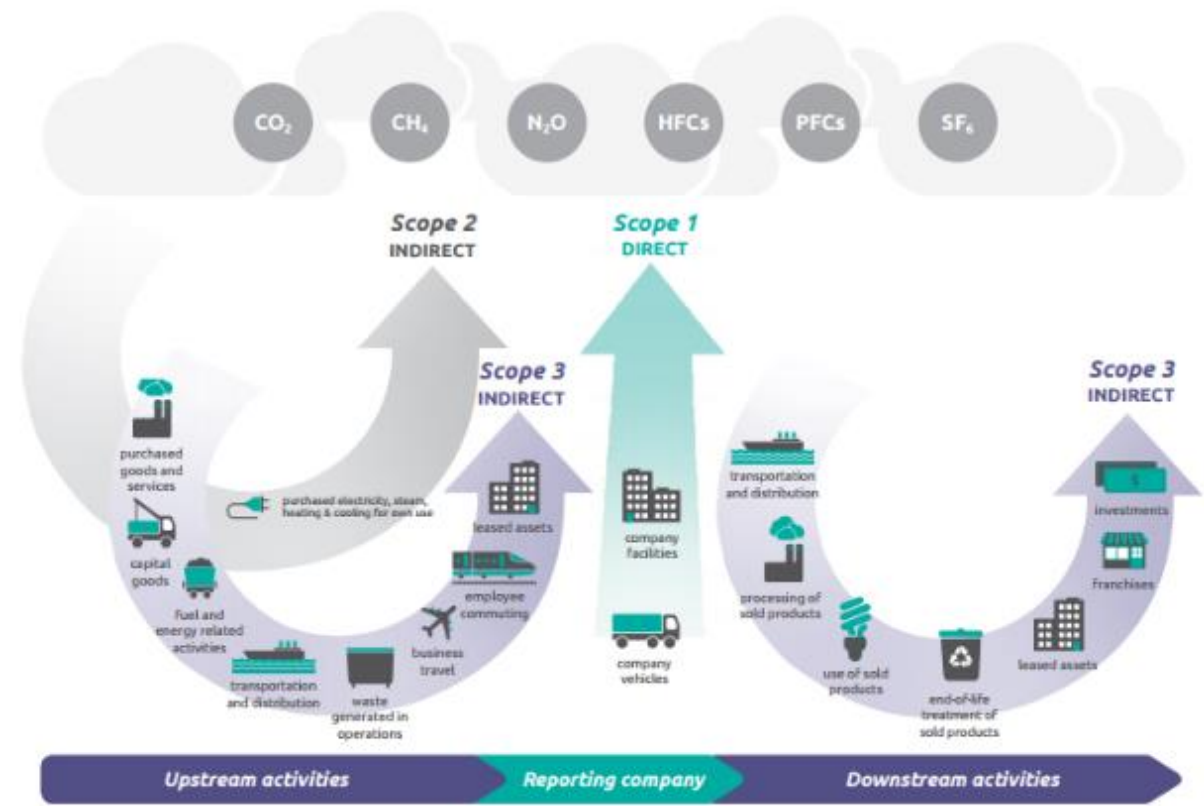 CO₂ CH₄ N₂O HFCs PFCs SF₆
Scope 2
INDIRECT
Scope 1
DIRECT
Scope 3
INDIRECT
Scope 3
INDIRECT
purchased
goods and
services
capital
goods
fuel and
energy related
activities
purchased electricity, steam,
heating & cooling for own use
transportation
and distribution
waste
generated in
operations
business
travel
employee
commuting
leased assets
company
facilities
company
vehicles
transportation
and distribution
processing of
sold products
use of sold
products
end-of-life
treatment of
sold products
leased assets
franchises
$
investments
Upstream activities
Reporting company
Downstream activities